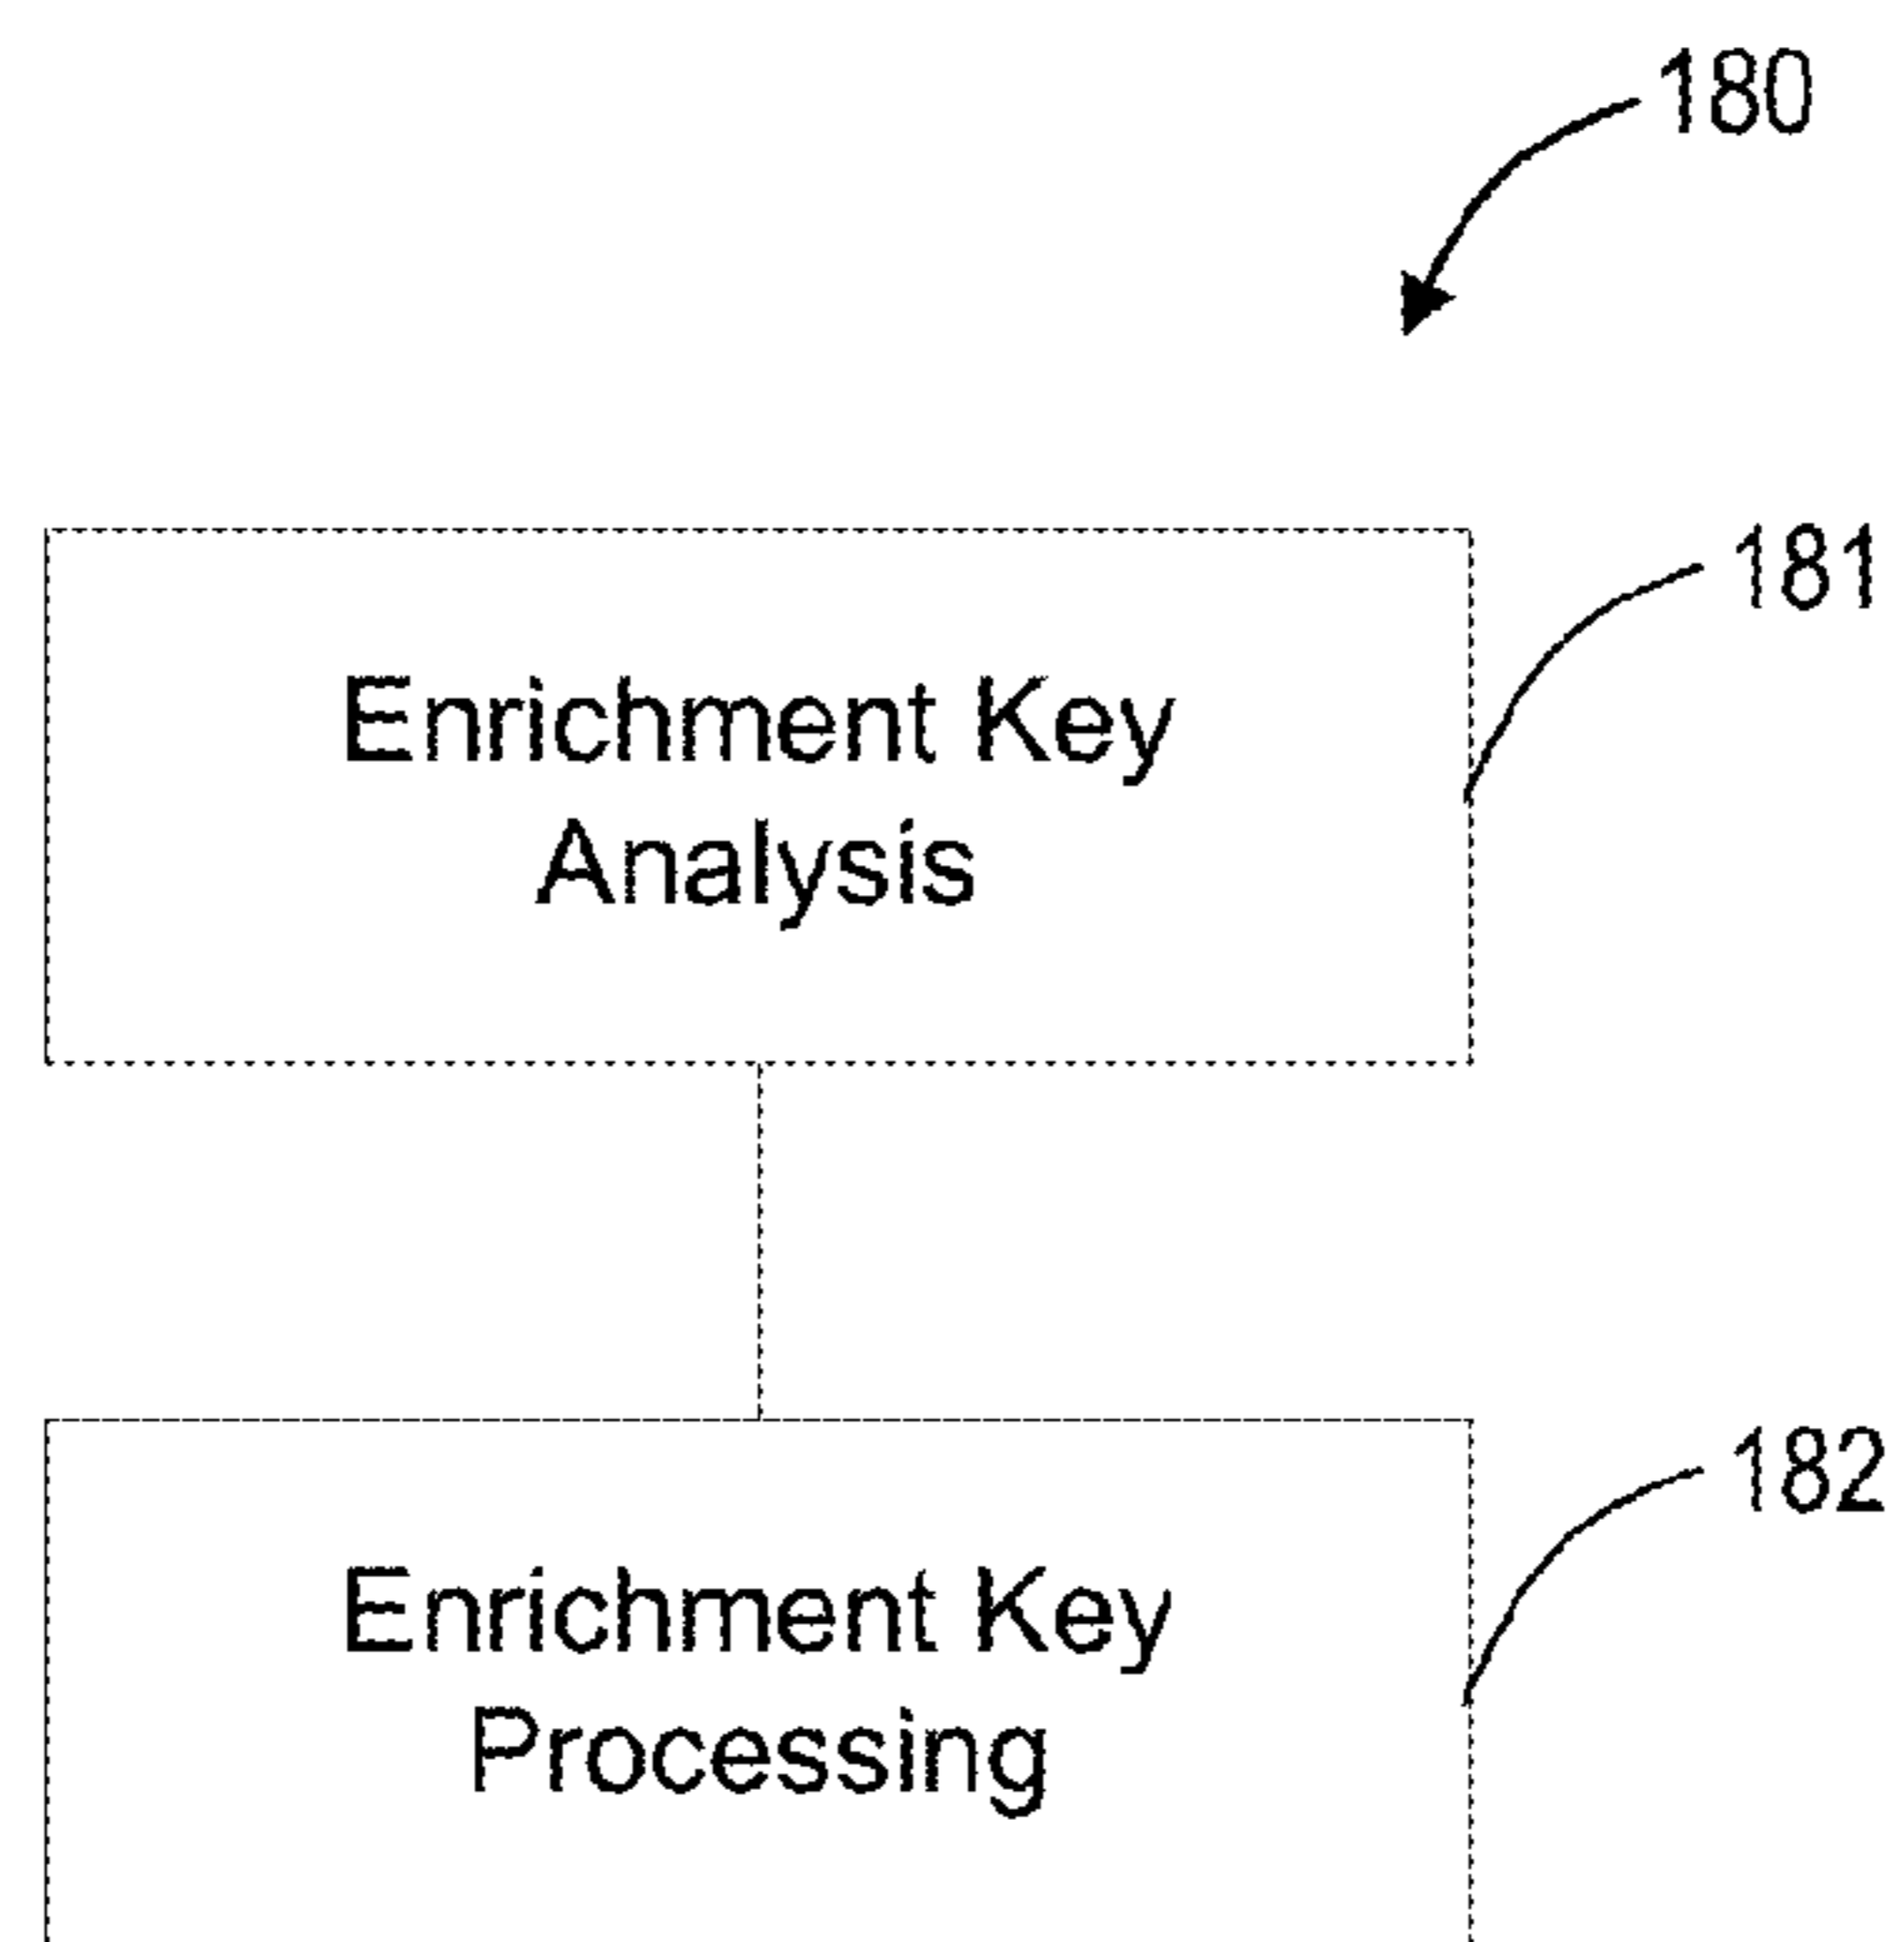 180
181
Enrichment Key
Analysis
182
Enrichment Key
Processing